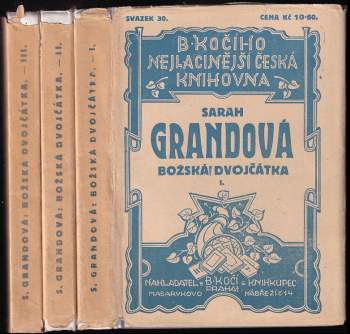 S. GRANDOVÁ: BOŽSKÁ DVOJČÁTKA. – III.
S. GRANDOVÁ: BOŽSKÁ DVOJČÁTKA. – II.
S. GRANDOVÁ: BOŽSKÁ DVOJČÁTKA. – I.
SVAZEK 30.
CENA KČ 10·60.
B·KOČÍHO
NEJLACINĚJŠÍ ČESKÁ
KNIHOVNA
SARAH
GRANDOVÁ
BOŽSKÁ DVOJČÁTKA
I.
NAKLADATEL B·KOČÍ KNIHKUPEC
PRAHA I
MASARYKOVO NÁBŘEŽÍ 14